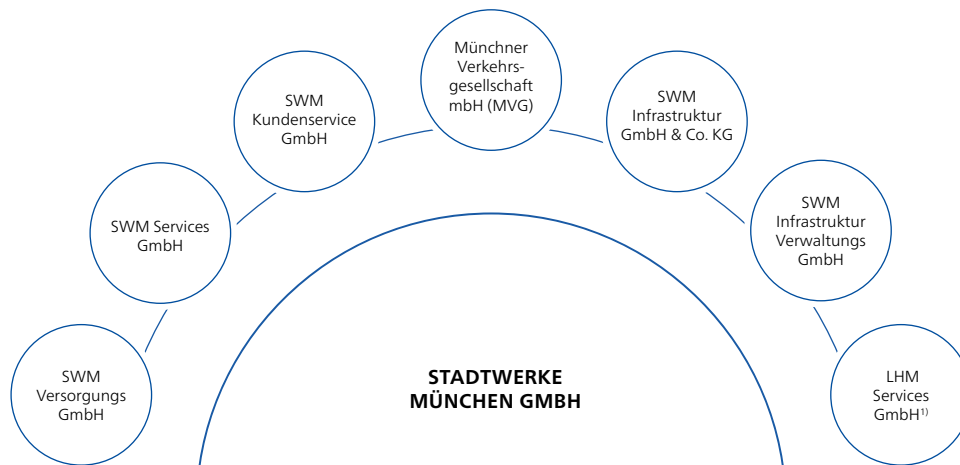 Münchner
Verkehrs-
gesellschaft
mbH (MVG)
SWM
Kundenservice
GmbH
SWM
Infrastruktur
GmbH & Co. KG
SWM Services
GmbH
SWM
Infrastruktur
Verwaltungs
GmbH
SWM
Versorgungs
GmbH
STADTWERKE
MÜNCHEN GMBH
LHM
Services
GmbH¹⁾